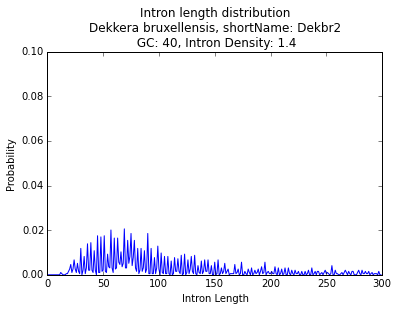 Intron length distribution
Dekkera bruxellensis, shortName: Dekbr2
GC: 40, Intron Density: 1.4
0.10
0.08
0.06
0.04
0.02
0.00
Probability
0 50 100 150 200 250 300
Intron Length